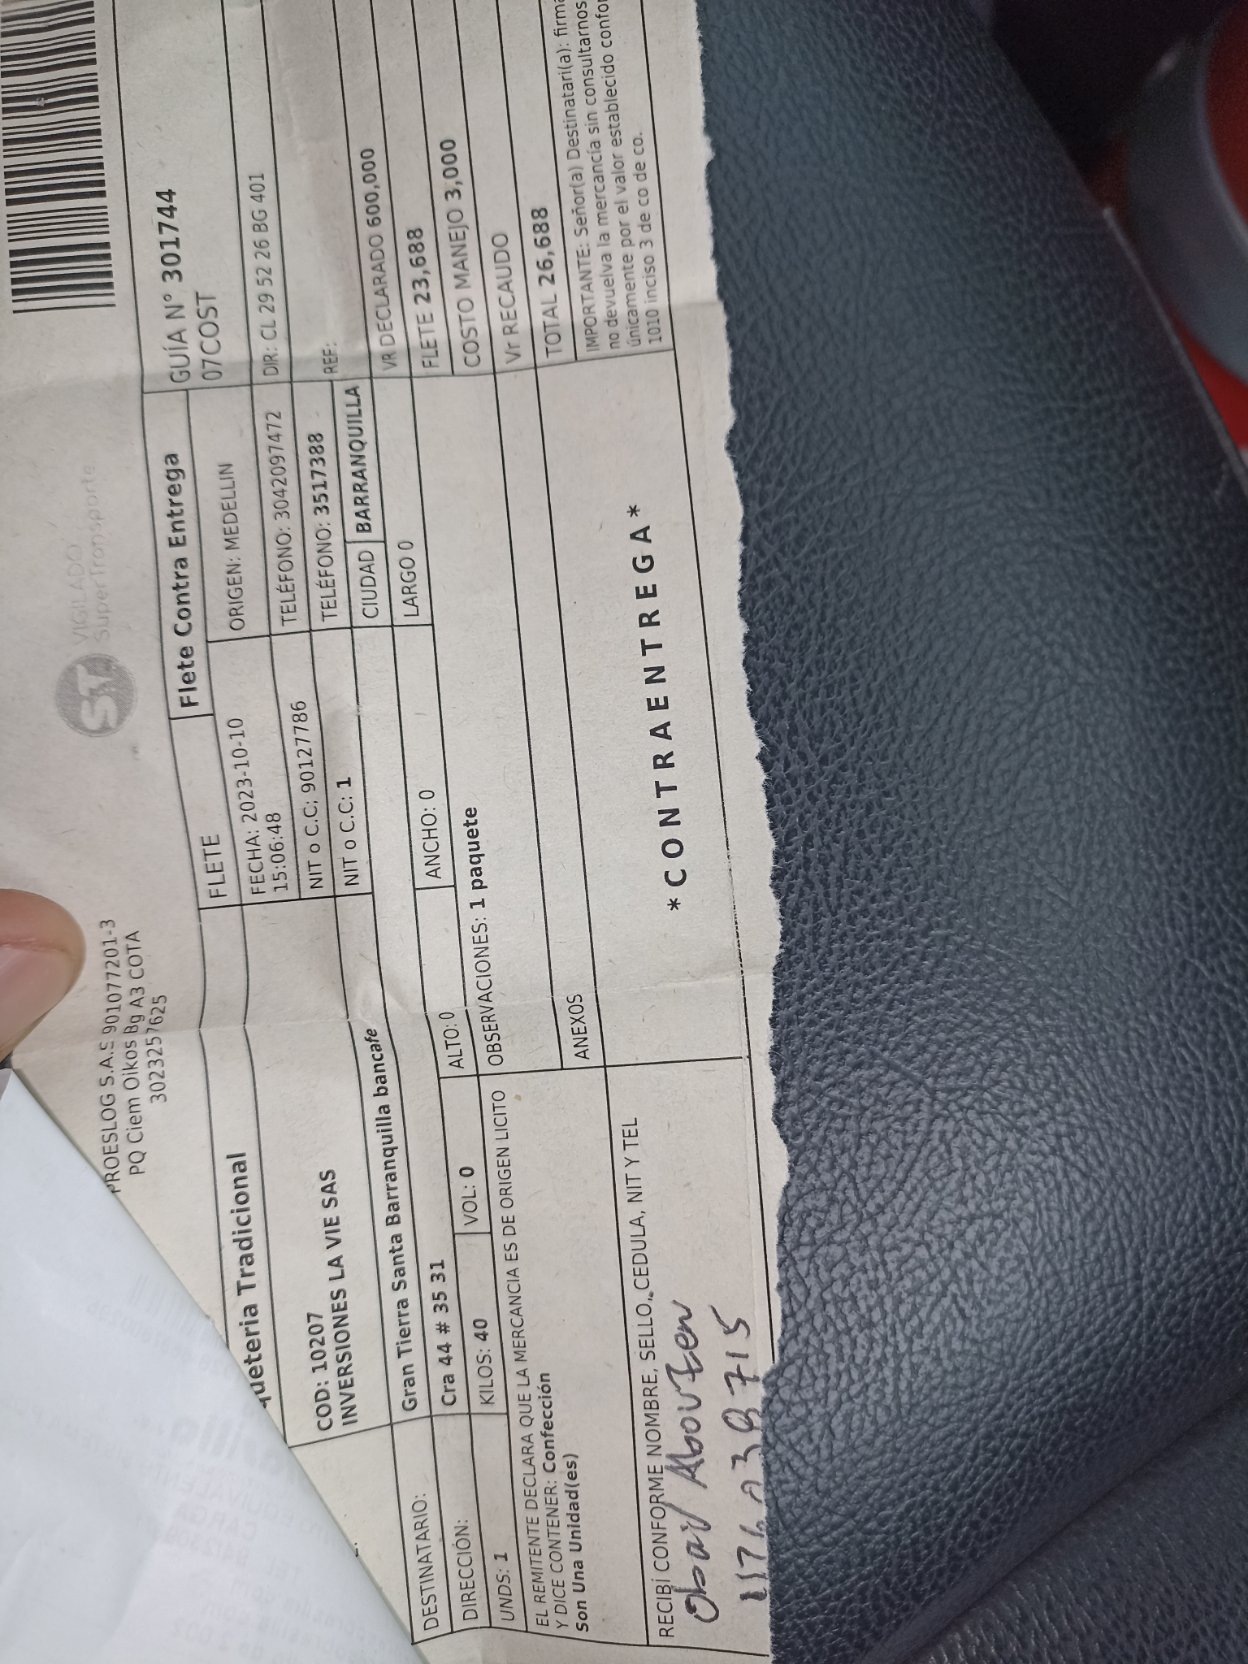 PROESLOG S.A.S 901077201-3
PQ Ciem Oikos Bg A3 COTA
3023257625
VIGILADO
SuperTransporte
queteria Tradicional
FLETE
Flete Contra Entrega
GUÍA N° 301744
07COST
COD: 10207
INVERSIONES LA VIE SAS
FECHA: 2023-10-10
15:06:48
ORIGEN: MEDELLIN
NIT o C.C: 90127786
TELÉFONO: 3042097472
DIR: CL 29 52 26 BG 401
NIT o C.C: 1
TELÉFONO: 3517388
REF:
DESTINATARIO:
Gran Tierra Santa Barranquilla bancafe
CIUDAD
BARRANQUILLA
DIRECCIÓN:
Cra 44 # 35 31
VR DECLARADO 600,000
UNDS: 1
KILOS: 40
VOL: 0
ALTO: 0
ANCHO: 0
LARGO 0
FLETE 23,688
EL REMITENTE DECLARA QUE LA MERCANCIA ES DE ORIGEN LICITO
Y DICE CONTENER: Confección
Son Una Unidad(es)
OBSERVACIONES: 1 paquete
COSTO MANEJO 3,000
Vr RECAUDO
ANEXOS
TOTAL 26,688
RECIBÍ CONFORME NOMBRE, SELLO, CEDULA, NIT Y TEL
*CONTRAENTREGA*
IMPORTANTE: Señor(a) Destinatari(a): firm
no devuelva la mercancía sin consultarnos
únicamente por el valor establecido confo
1010 inciso 3 de co de co.